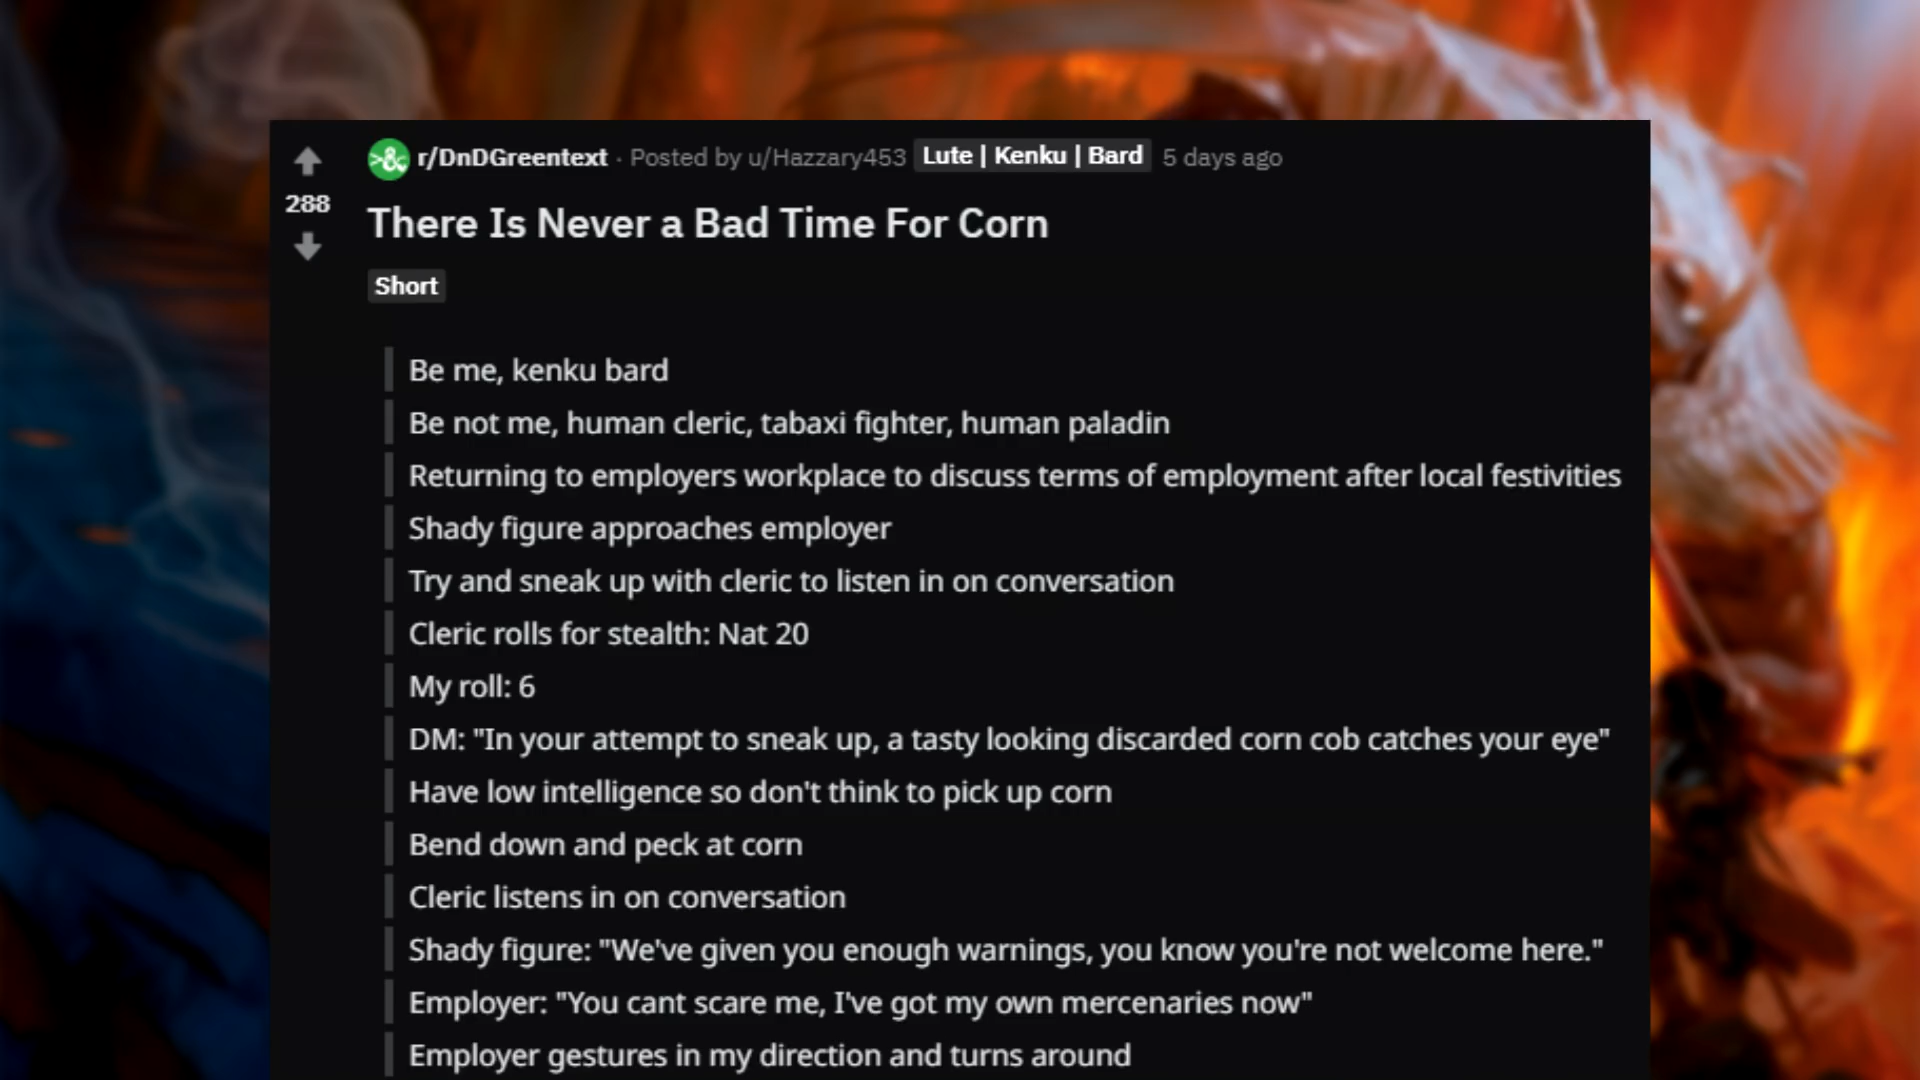 >&c r/DnDGreentext · Posted by u/Hazzary453 Lute | Kenku | Bard 5 days ago
288
There Is Never a Bad Time For Corn
Short
Be me, kenku bard
Be not me, human cleric, tabaxi fighter, human paladin
Returning to employers workplace to discuss terms of employment after local festivities
Shady figure approaches employer
Try and sneak up with cleric to listen in on conversation
Cleric rolls for stealth: Nat 20
My roll: 6
DM: "In your attempt to sneak up, a tasty looking discarded corn cob catches your eye"
Have low intelligence so don't think to pick up corn
Bend down and peck at corn
Cleric listens in on conversation
Shady figure: "We've given you enough warnings, you know you're not welcome here."
Employer: "You cant scare me, I've got my own mercenaries now"
Employer gestures in my direction and turns around